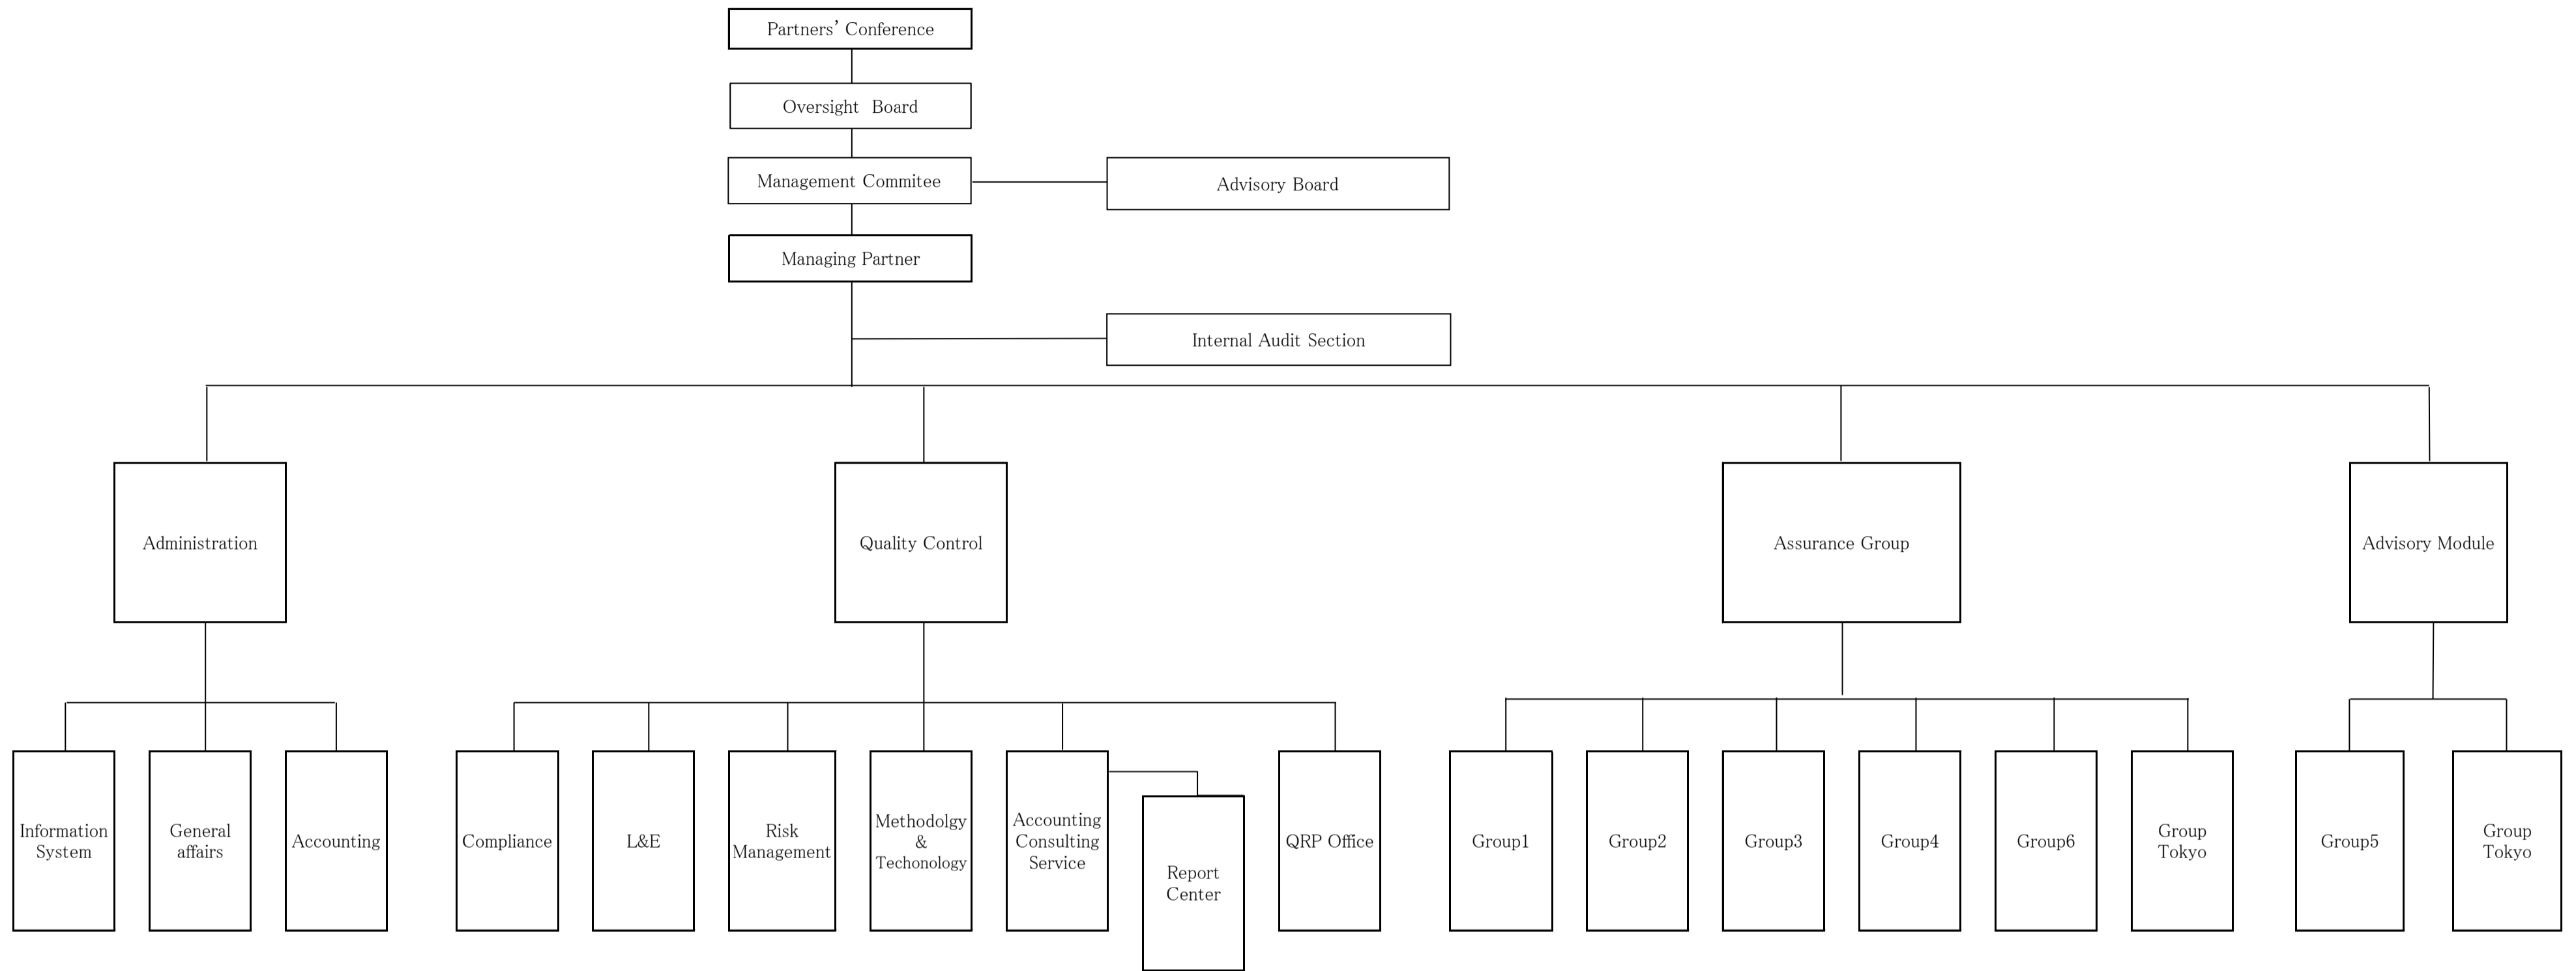 Partners’ Conference
Oversight Board
Management Commitee
Advisory Board
Managing Partner
Internal Audit Section
Administration
Quality Control
Assurance Group
Advisory Module
Information
System
General
affairs
Accounting
Compliance
L&E
Risk
Management
Methodolgy
&
Techonology
Accounting
Consulting
Service
Report
Center
QRP Office
Group1
Group2
Group3
Group4
Group6
Group
Tokyo
Group5
Group
Tokyo